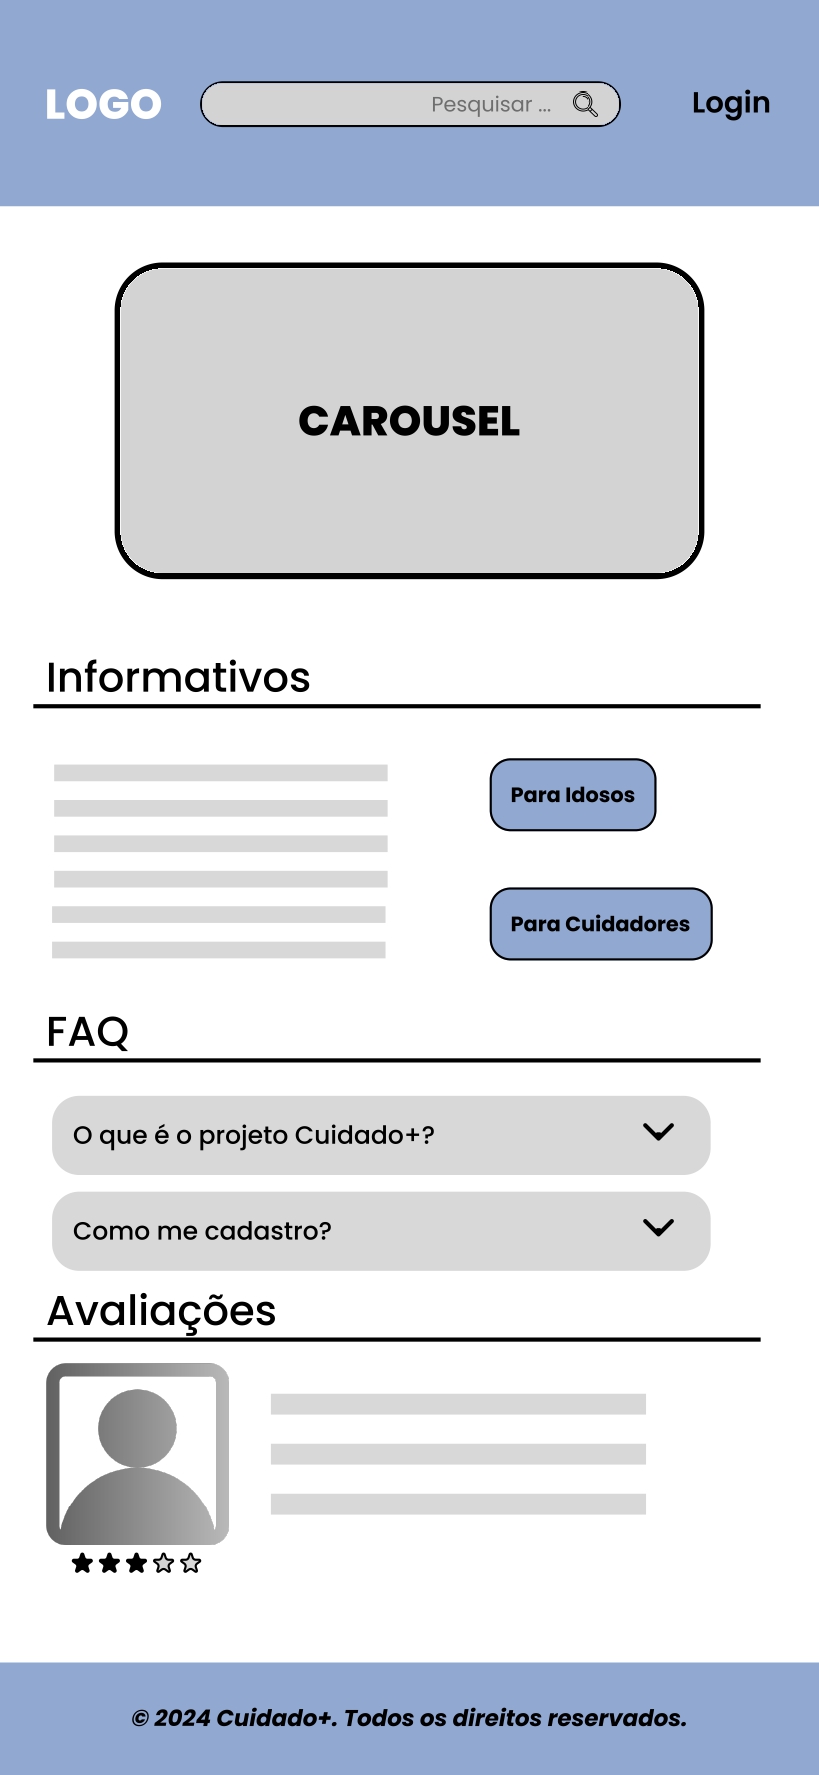 LOGO
Pesquisar ...
Login
CAROUSEL
Informativos
Para Idosos
Para Cuidadores
FAQ
O que é o projeto Cuidado+?
Como me cadastro?
Avaliações
© 2024 Cuidado+. Todos os direitos reservados.